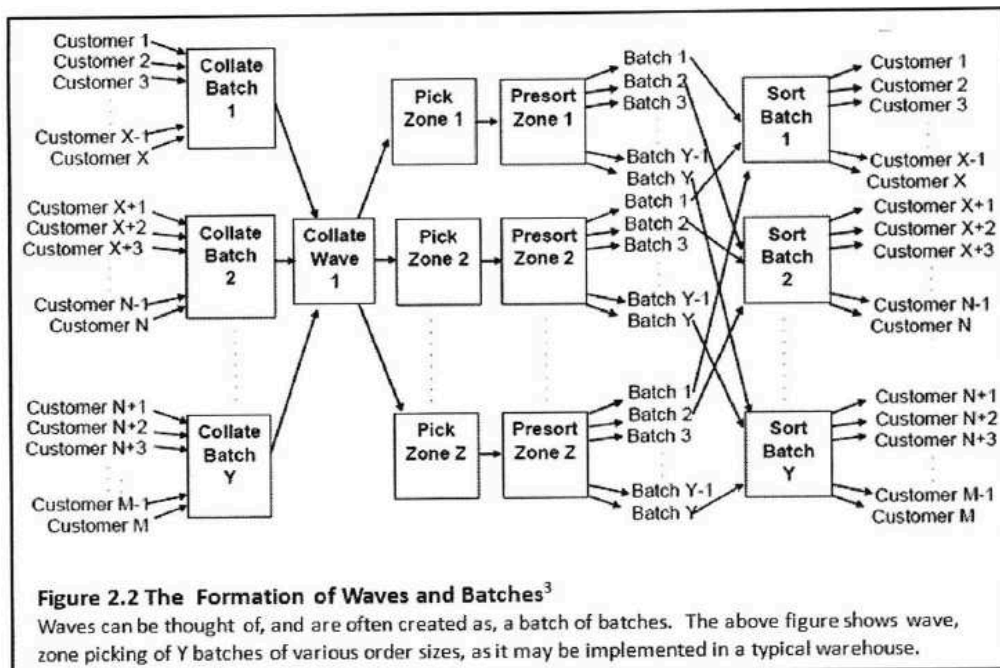 Customer 1
Customer 2
Customer 3
Customer X-1
Customer X
Collate
Batch
1
Customer X+1
Customer X+2
Customer X+3
Customer N-1
Customer N
Collate
Batch
2
Customer N+1
Customer N+2
Customer N+3
Customer M-1
Customer M
Collate
Batch
Y
Collate
Wave
1
Pick
Zone 1
Presort
Zone 1
Batch 1
Batch 2
Batch 3
Batch Y-1
Batch Y
Pick
Zone 2
Presort
Zone 2
Batch 1
Batch 2
Batch 3
Batch Y-1
Batch Y
Pick
Zone Z
Presort
Zone Z
Batch 1
Batch 2
Batch 3
Batch Y-1
Batch Y
Sort
Batch
1
Customer 1
Customer 2
Customer 3
Customer X-1
Customer X
Sort
Batch
2
Customer X+1
Customer X+2
Customer X+3
Customer N-1
Customer N
Sort
Batch
Y
Customer N+1
Customer N+2
Customer N+3
Customer M-1
Customer M
Figure 2.2 The Formation of Waves and Batches³
Waves can be thought of, and are often created as, a batch of batches. The above figure shows wave,
zone picking of Y batches of various order sizes, as it may be implemented in a typical warehouse.